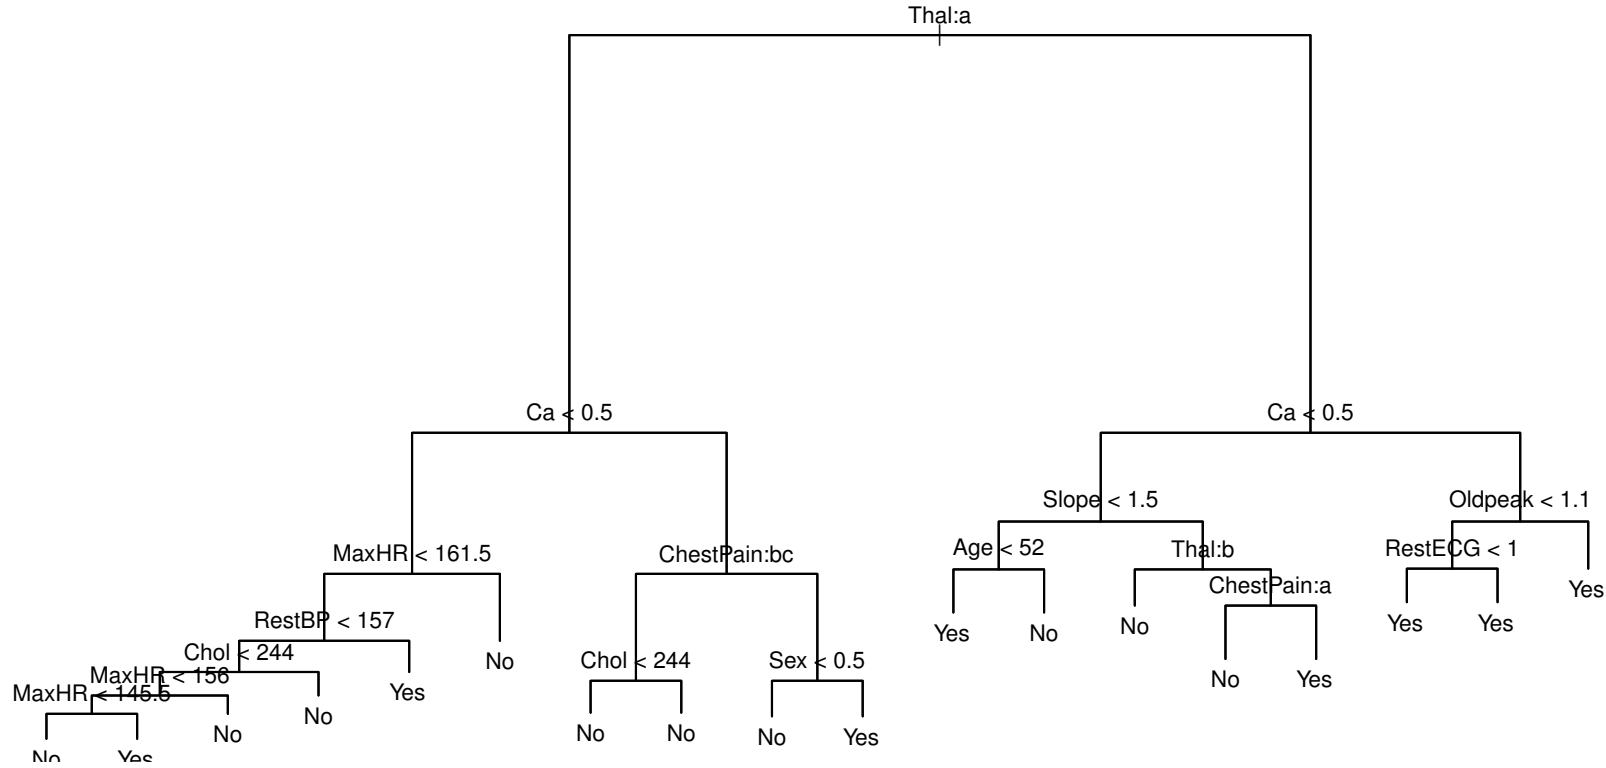 Thal:a
Ca < 0.5
Ca < 0.5
Slope < 1.5
Oldpeak < 1.1
MaxHR < 161.5
ChestPain:bc
Age < 52
Thal:b
RestECG < 1
ChestPain:a
Yes
RestBP < 157
Yes
No
No
Yes
Yes
Chol < 244
No
Chol < 244
Sex < 0.5
MaxHR < 156
No
Yes
MaxHR < 145.5
Yes
No
No
No
No
No
Yes
No
Yes